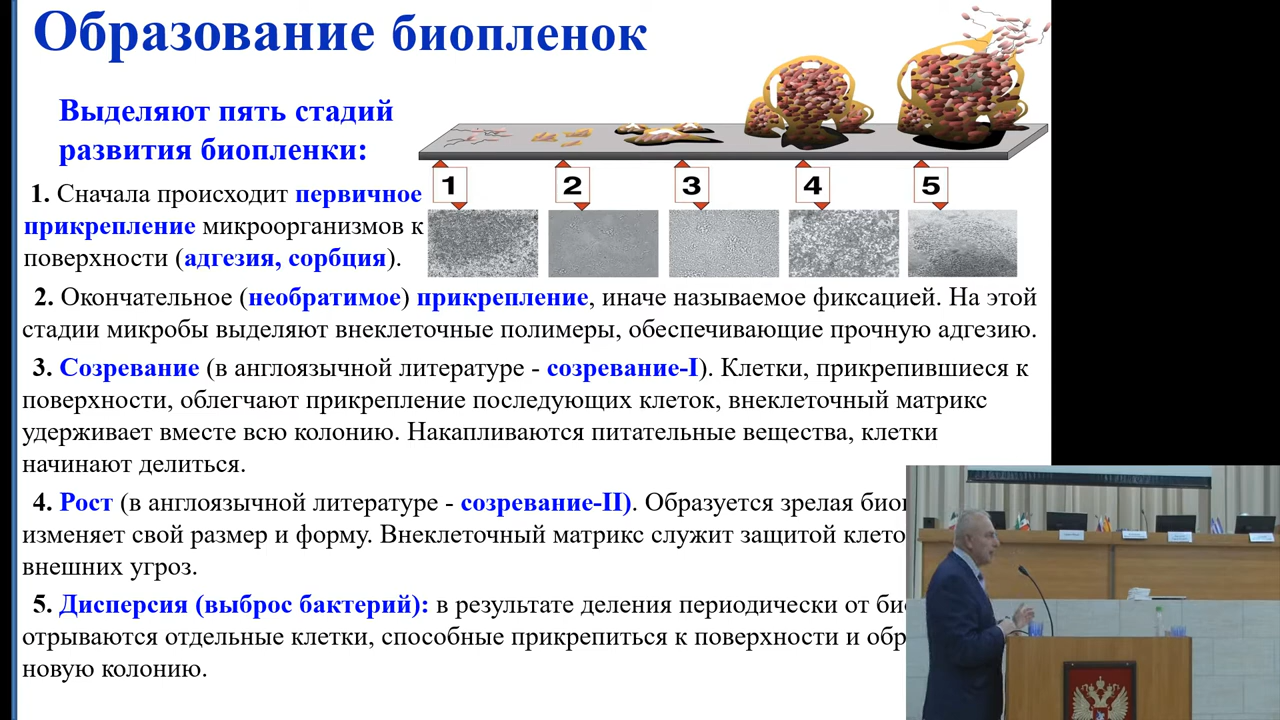 Образование биопленок
Выделяют пять стадий
развития биопленки:
1
2
3
4
5
1. Сначала происходит первичное
прикрепление микроорганизмов к
поверхности (адгезия, сорбция).
2. Окончательное (необратимое) прикрепление, иначе называемое фиксацией. На этой
стадии микробы выделяют внеклеточные полимеры, обеспечивающие прочную адгезию.
3. Созревание (в англоязычной литературе - созревание-I). Клетки, прикрепившиеся к
поверхности, облегчают прикрепление последующих клеток, внеклеточный матрикс
удерживает вместе всю колонию. Накапливаются питательные вещества, клетки
начинают делиться.
4. Рост (в англоязычной литературе - созревание-II). Образуется зрелая
изменяет свой размер и форму. Внеклеточный матрикс служит защитой
внешних угроз.
5. Дисперсия (выброс бактерий): в результате деления периодически от
отрываются отдельные клетки, способные прикрепиться к поверхности и
новую колонию.